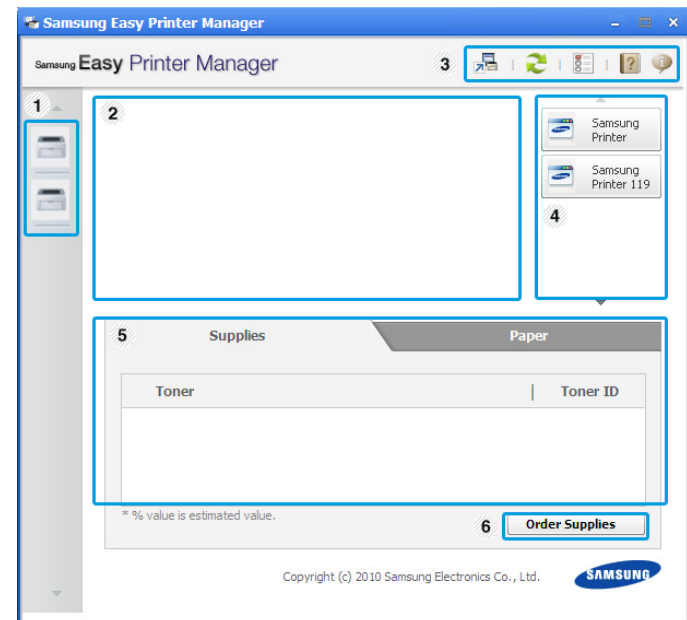 Samsung Easy Printer Manager
Samsung Easy Printer Manager
3
?
1
2
Samsung
Printer
Samsung
Printer 119
4
5
Supplies
Paper
Toner
Toner ID
* % value is estimated value.
6
Order Supplies
Copyright (c) 2010 Samsung Electronics Co., Ltd.
SAMSUNG